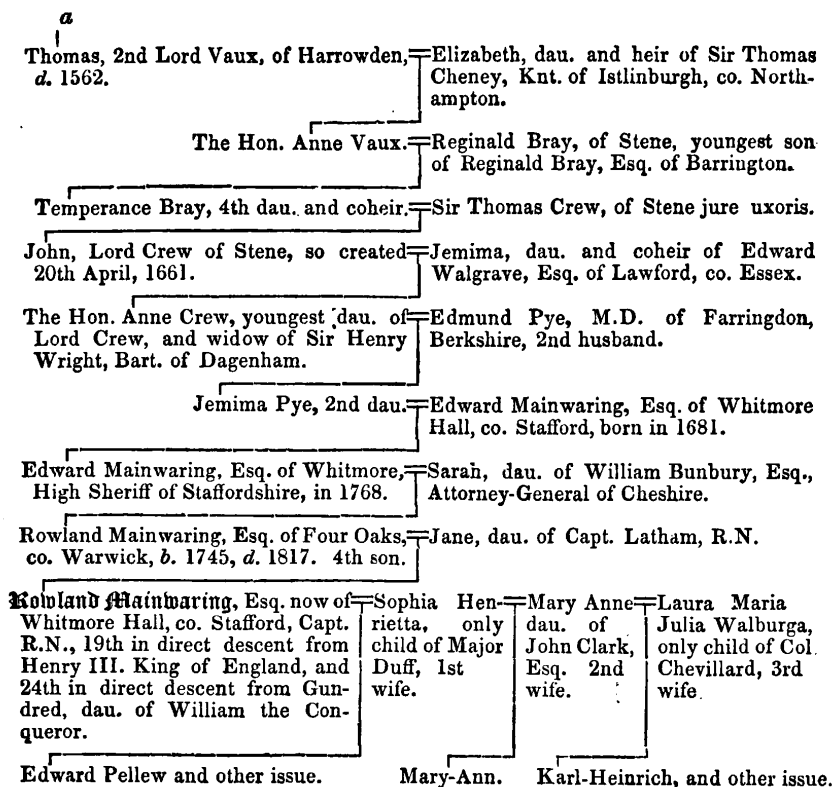 a
Thomas, 2nd Lord Vaux, of Harrowden,
d. 1562.
Elizabeth, dau. and heir of Sir Thomas
Cheney, Knt. of Istlinburgh, co. North-
ampton.
The Hon. Anne Vaux.
Reginald Bray, of Stene, youngest son
of Reginald Bray, Esq. of Barrington.
Temperance Bray, 4th dau. and coheir.
Sir Thomas Crew, of Stene jure uxoris.
John, Lord Crew of Stene, so created
20th April, 1661.
Jemima, dau. and coheir of Edward
Walgrave, Esq. of Lawford, co. Essex.
The Hon. Anne Crew, youngest dau. of
Lord Crew, and widow of Sir Henry
Wright, Bart. of Dagenham.
Edmund Pye, M.D. of Farringdon,
Berkshire, 2nd husband.
Jemima Pye, 2nd dau.
Edward Mainwaring, Esq. of Whitmore
Hall, co. Stafford, born in 1681.
Edward Mainwaring, Esq. of Whitmore,
High Sheriff of Staffordshire, in 1768.
Sarah, dau. of William Bunbury, Esq.,
Attorney-General of Cheshire.
Rowland Mainwaring, Esq. of Four Oaks,
co. Warwick, b. 1745, d. 1817. 4th son.
Jane, dau. of Capt. Latham, R.N.
Rowland Mainwaring, Esq. now of
Whitmore Hall, co. Stafford, Capt.
R.N., 19th in direct descent from
Henry III. King of England, and
24th in direct descent from Gun-
dred, dau. of William the Con-
queror.
Sophia Hen-
rietta, only
child of Major
Duff, 1st
wife.
Mary Anne
dau. of
John Clark,
Esq. 2nd
wife.
Laura Maria
Julia Walburga,
only child of Col.
Chevillard, 3rd
wife.
Edward Pellew and other issue.
Mary-Ann.
Karl-Heinrich, and other issue.